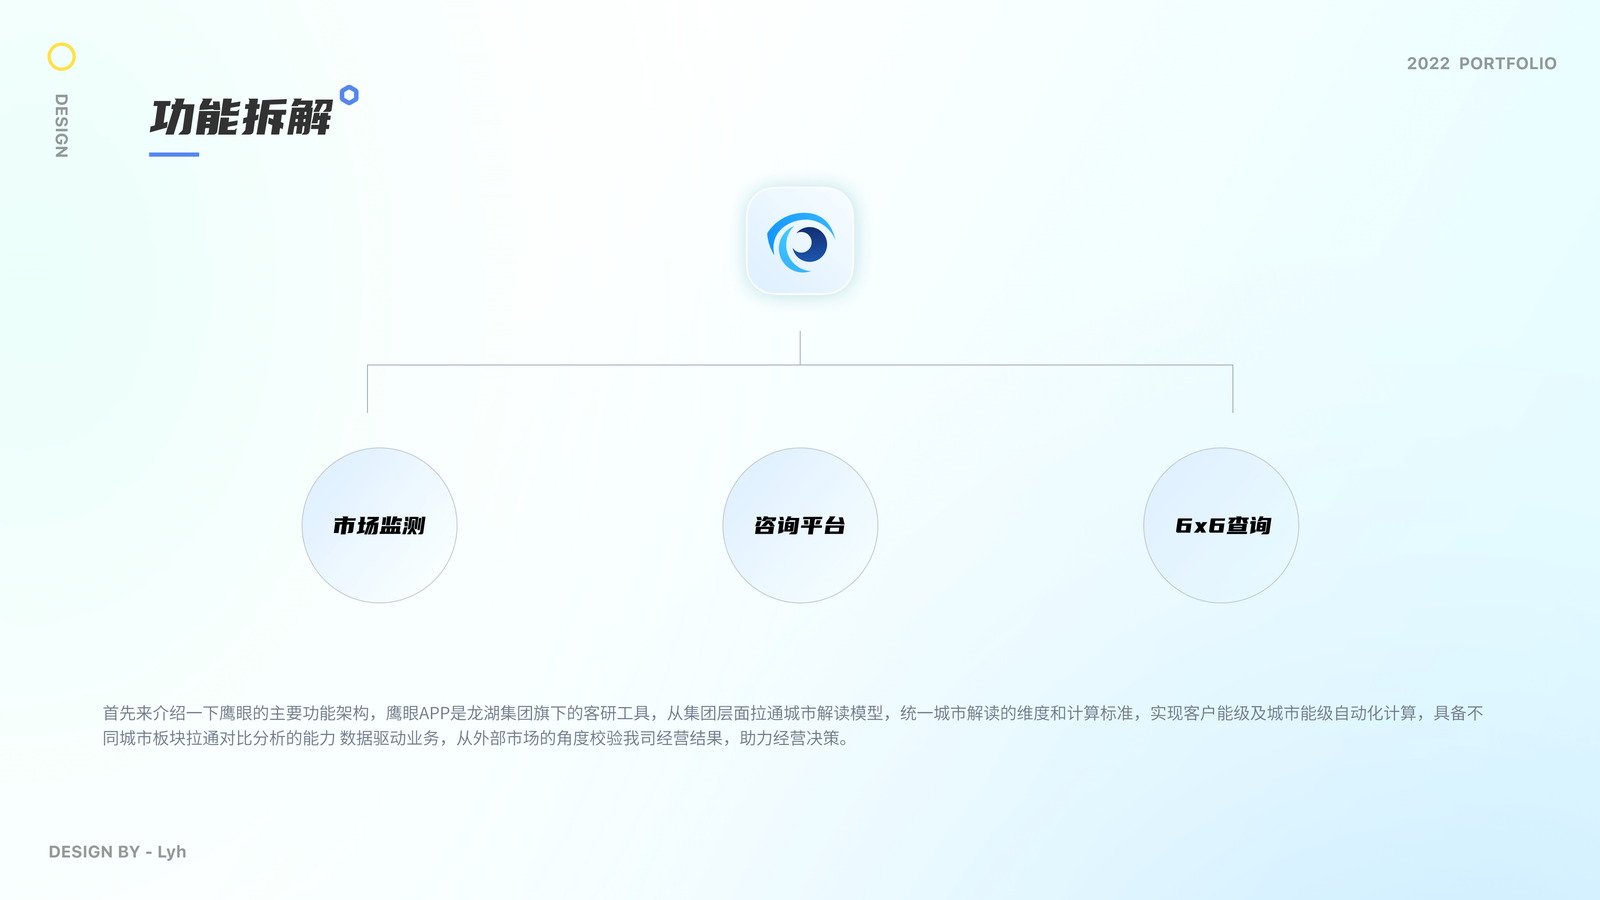 2022 PORTFOLIO
DESIGN
功能拆解
市场监测
咨询平台
6x6查询
首先来介绍一下鹰眼的主要功能架构，鹰眼APP是龙湖集团旗下的客研工具，从集团层面拉通城市解读模型，统一城市解读的维度和计算标准，实现客户能级及城市能级自动化计算，具备不
同城市板块拉通对比分析的能力 数据驱动业务，从外部市场的角度校验我司经营结果，助力经营决策。
DESIGN BY - Lyh